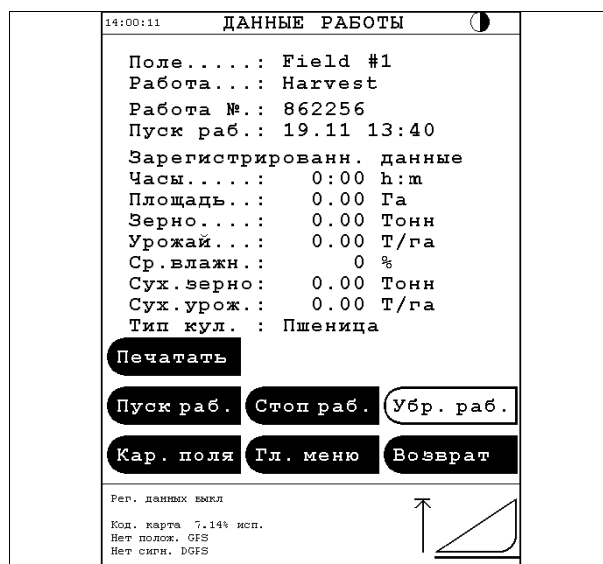 14:00:11 ДАННЫЕ РАБОТЫ
Поле.....: Field #1
Работа...: Harvest
Работа №.: 862256
Пуск раб.: 19.11 13:40
Зарегистрированн. данные
Часы.....: 0:00 h:m
Площадь..: 0.00 Га
Зерно....: 0.00 Тонн
Урожай...: 0.00 Т/га
Ср.влажн.: 0 %
Сух.зерно: 0.00 Тонн
Сух.урож.: 0.00 Т/га
Тип кул. : Пшеница
Печатать
Пуск раб. Стоп раб. Убр. раб.
Кар. поля Гл. меню Возврат
Рег. данных выкл
Код. карта 7.14% исп.
Нет полож. GPS
Нет сигн. DGPS